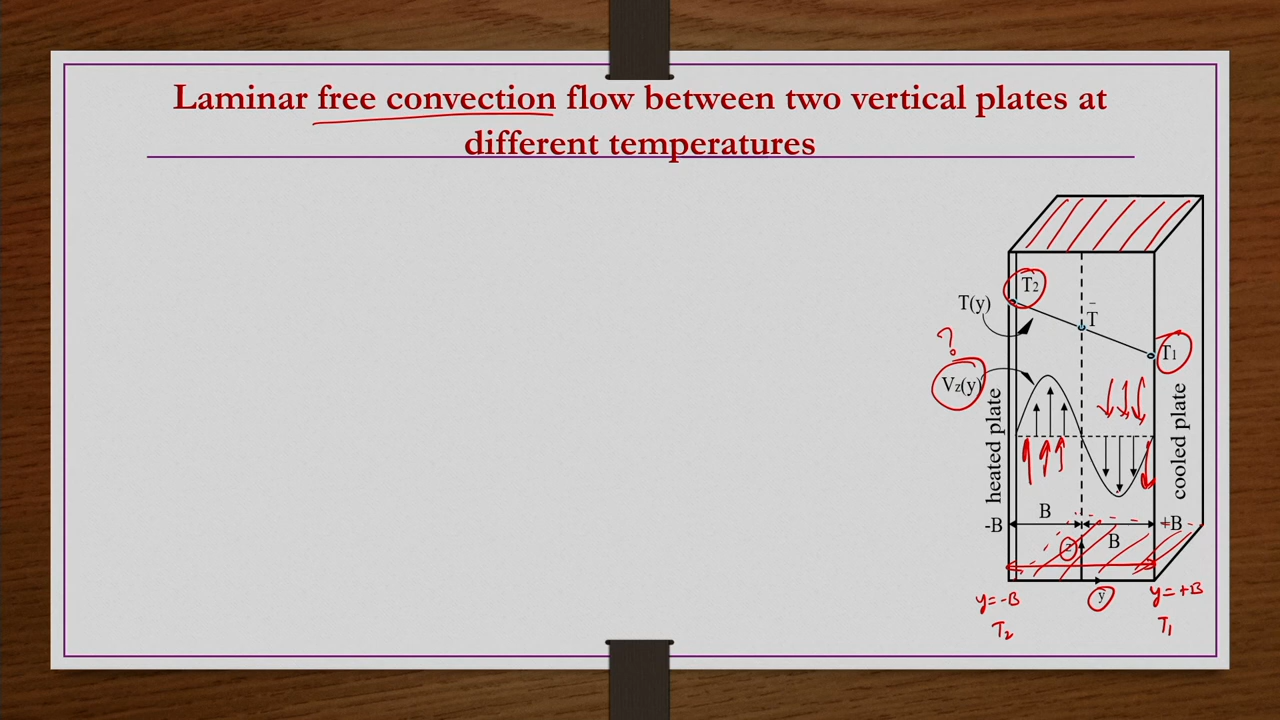 Laminar free convection flow between two vertical plates at
different temperatures
T2
T(y)
T̄
T1
?
Vz(y)
heated plate
cooled plate
-B
B
+B
B
z
y
y=-B
y=+B
T2
T1